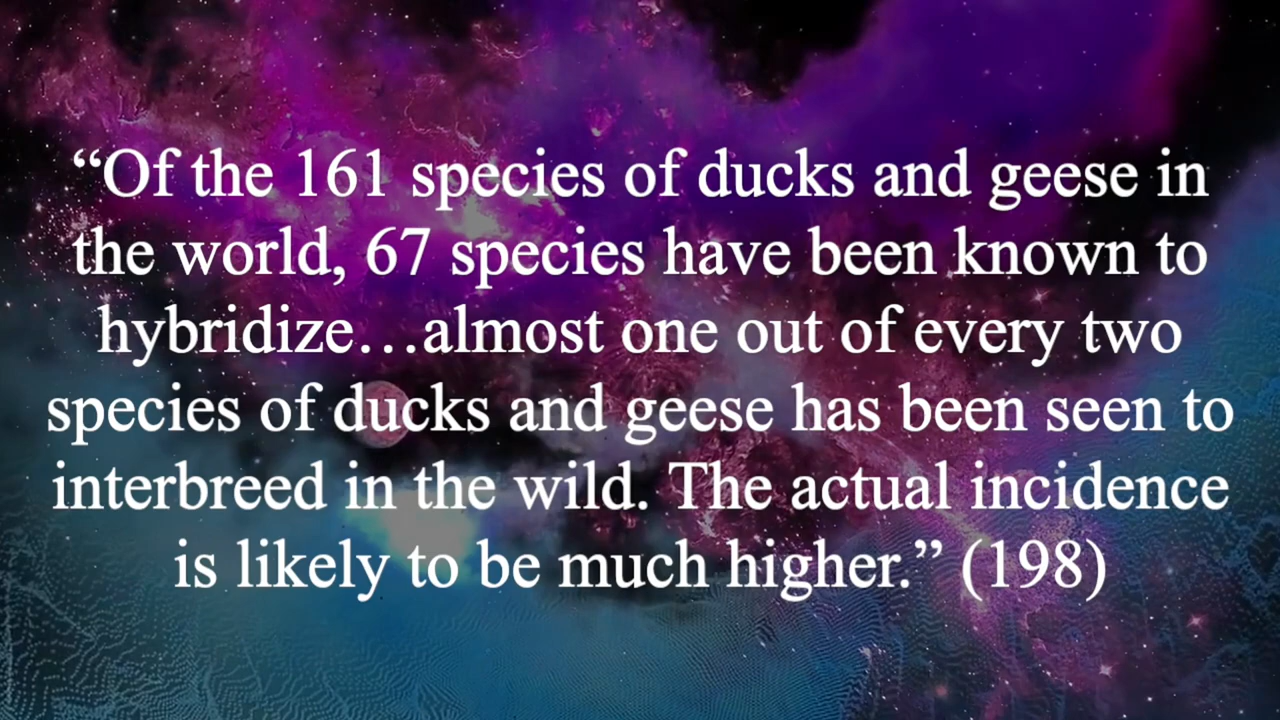 “Of the 161 species of ducks and geese in
the world, 67 species have been known to
hybridize…almost one out of every two
species of ducks and geese has been seen to
interbreed in the wild. The actual incidence
is likely to be much higher.” (198)